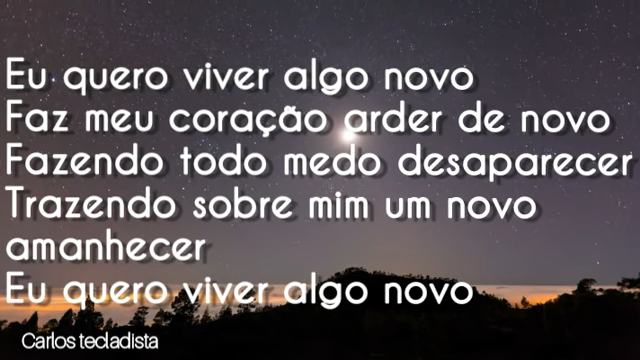 Eu quero viver algo novo
Faz meu coração arder de novo
Fazendo todo medo desaparecer
Trazendo sobre mim um novo
amanhecer
Eu quero viver algo novo
Carlos tecladista